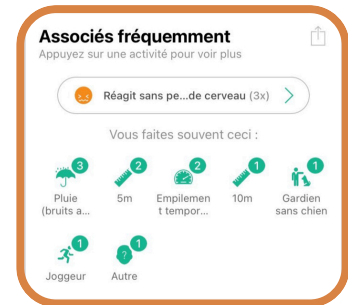 Associés fréquemment
Appuyez sur une activité pour voir plus
Réagit sans pe...de cerveau (3x)
Vous faites souvent ceci :
3 2 2 1 1
Pluie 5m Empilemen 10m Gardien
(bruits a... t tempor... sans chien
1 1
?
Joggeur Autre